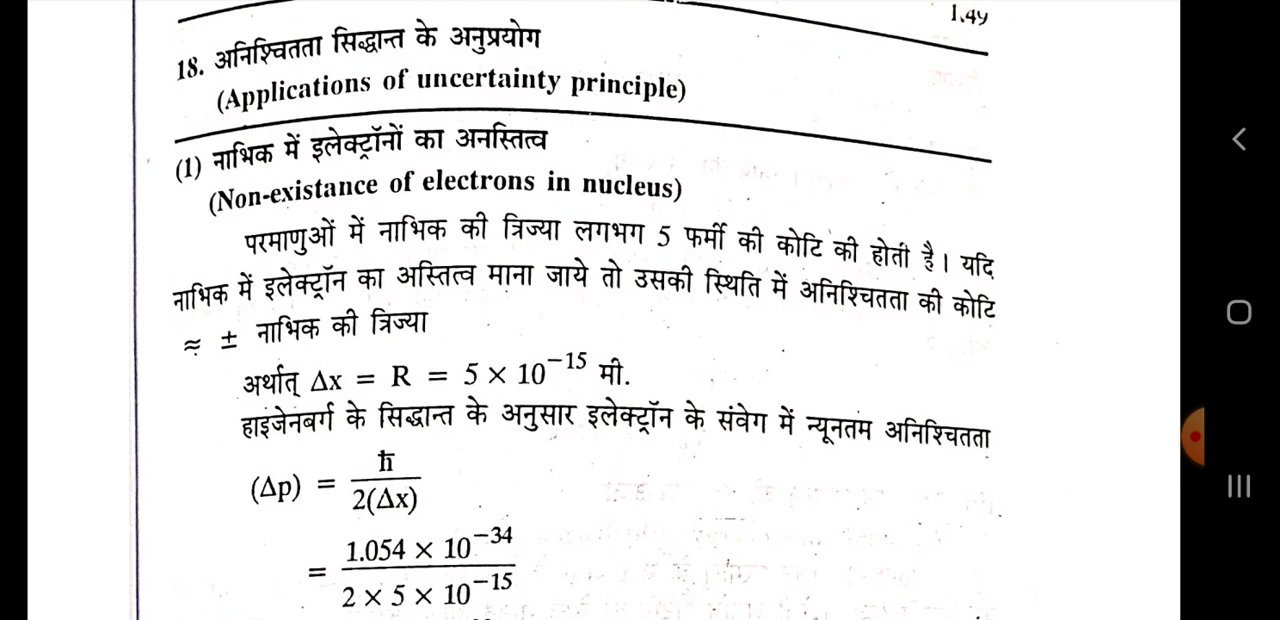 1.44
18. अनिश्चितता सिद्धान्त के अनुप्रयोग
(Applications of uncertainty principle)
(1) नाभिक में इलेक्ट्रॉनों का अनस्तित्व
(Non-existance of electrons in nucleus)
परमाणुओं में नाभिक की त्रिज्या लगभग 5 फर्मी की कोटि की होती है। यदि
नाभिक में इलेक्ट्रॉन का अस्तित्व माना जाये तो उसकी स्थिति में अनिश्चितता की कोटि
≈ ± नाभिक की त्रिज्या
अर्थात् Δx = R = 5 × 10⁻¹⁵ मी.
हाइजेनबर्ग के सिद्धान्त के अनुसार इलेक्ट्रॉन के संवेग में न्यूनतम अनिश्चितता
(Δp) = ħ / 2(Δx)
= 1.054 × 10⁻³⁴ / 2 × 5 × 10⁻¹⁵